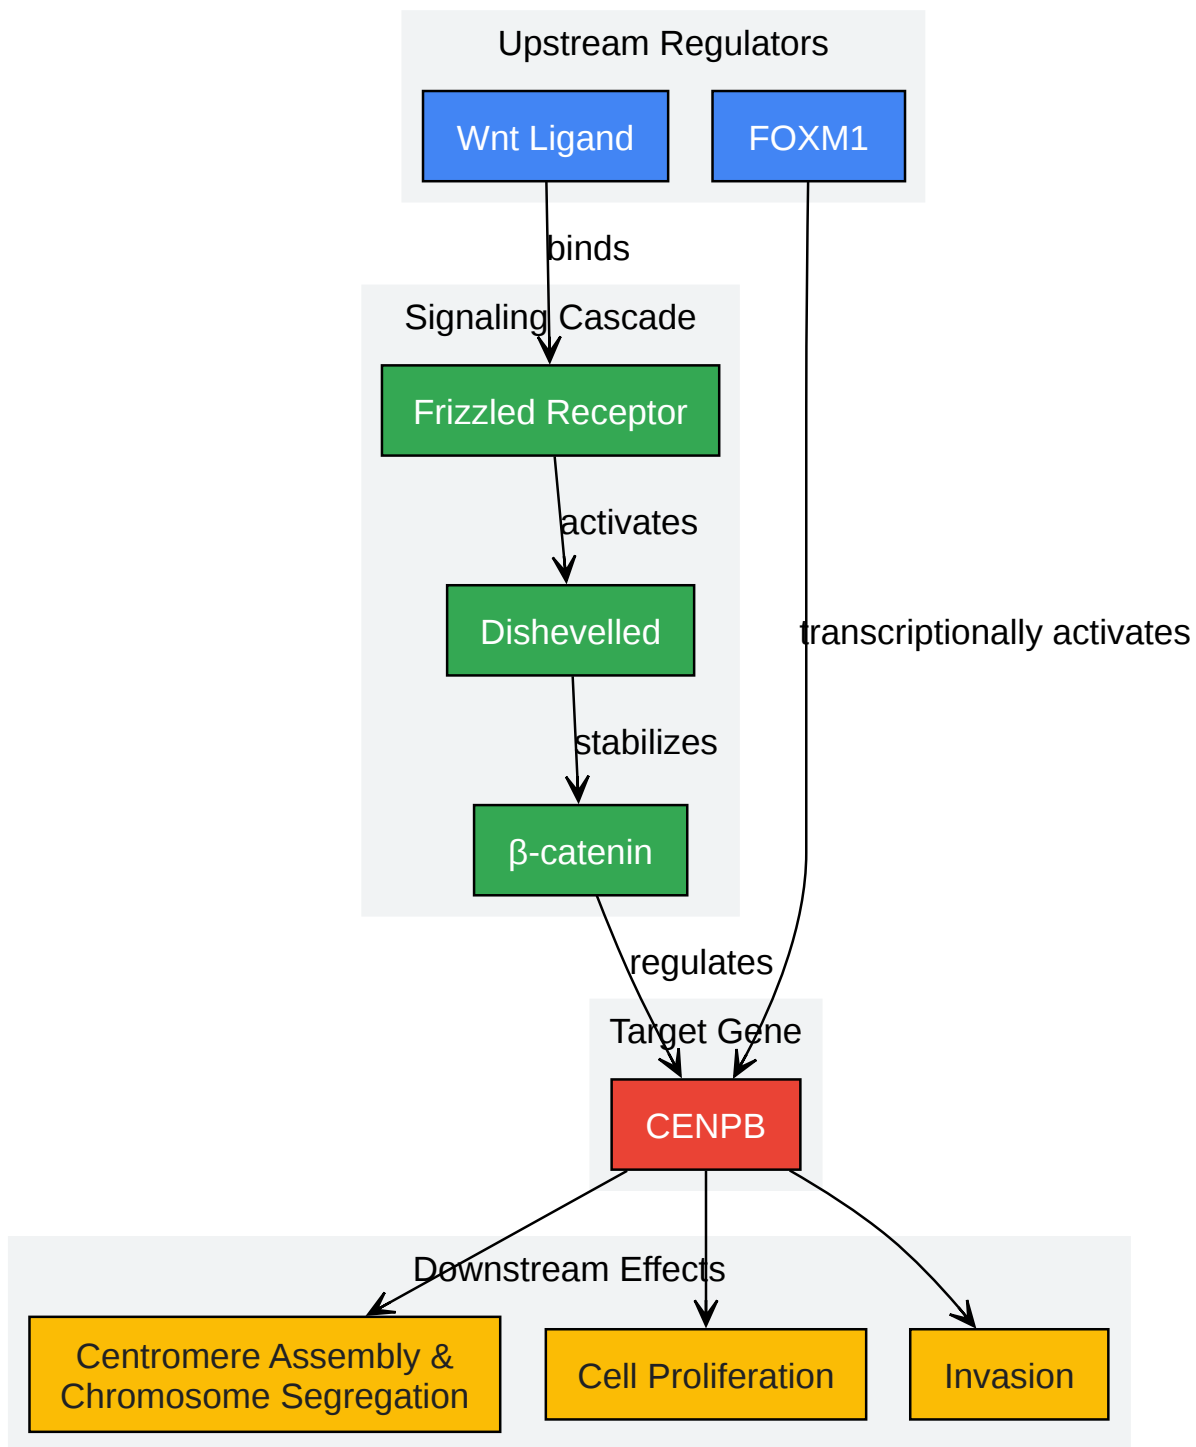 Upstream Regulators
Wnt Ligand
FOXM1
binds
Signaling Cascade
Frizzled Receptor
activates
Dishevelled
transcriptionally activates
stabilizes
β-catenin
regulates
Target Gene
CENPB
Downstream Effects
Centromere Assembly &
Chromosome Segregation
Cell Proliferation
Invasion